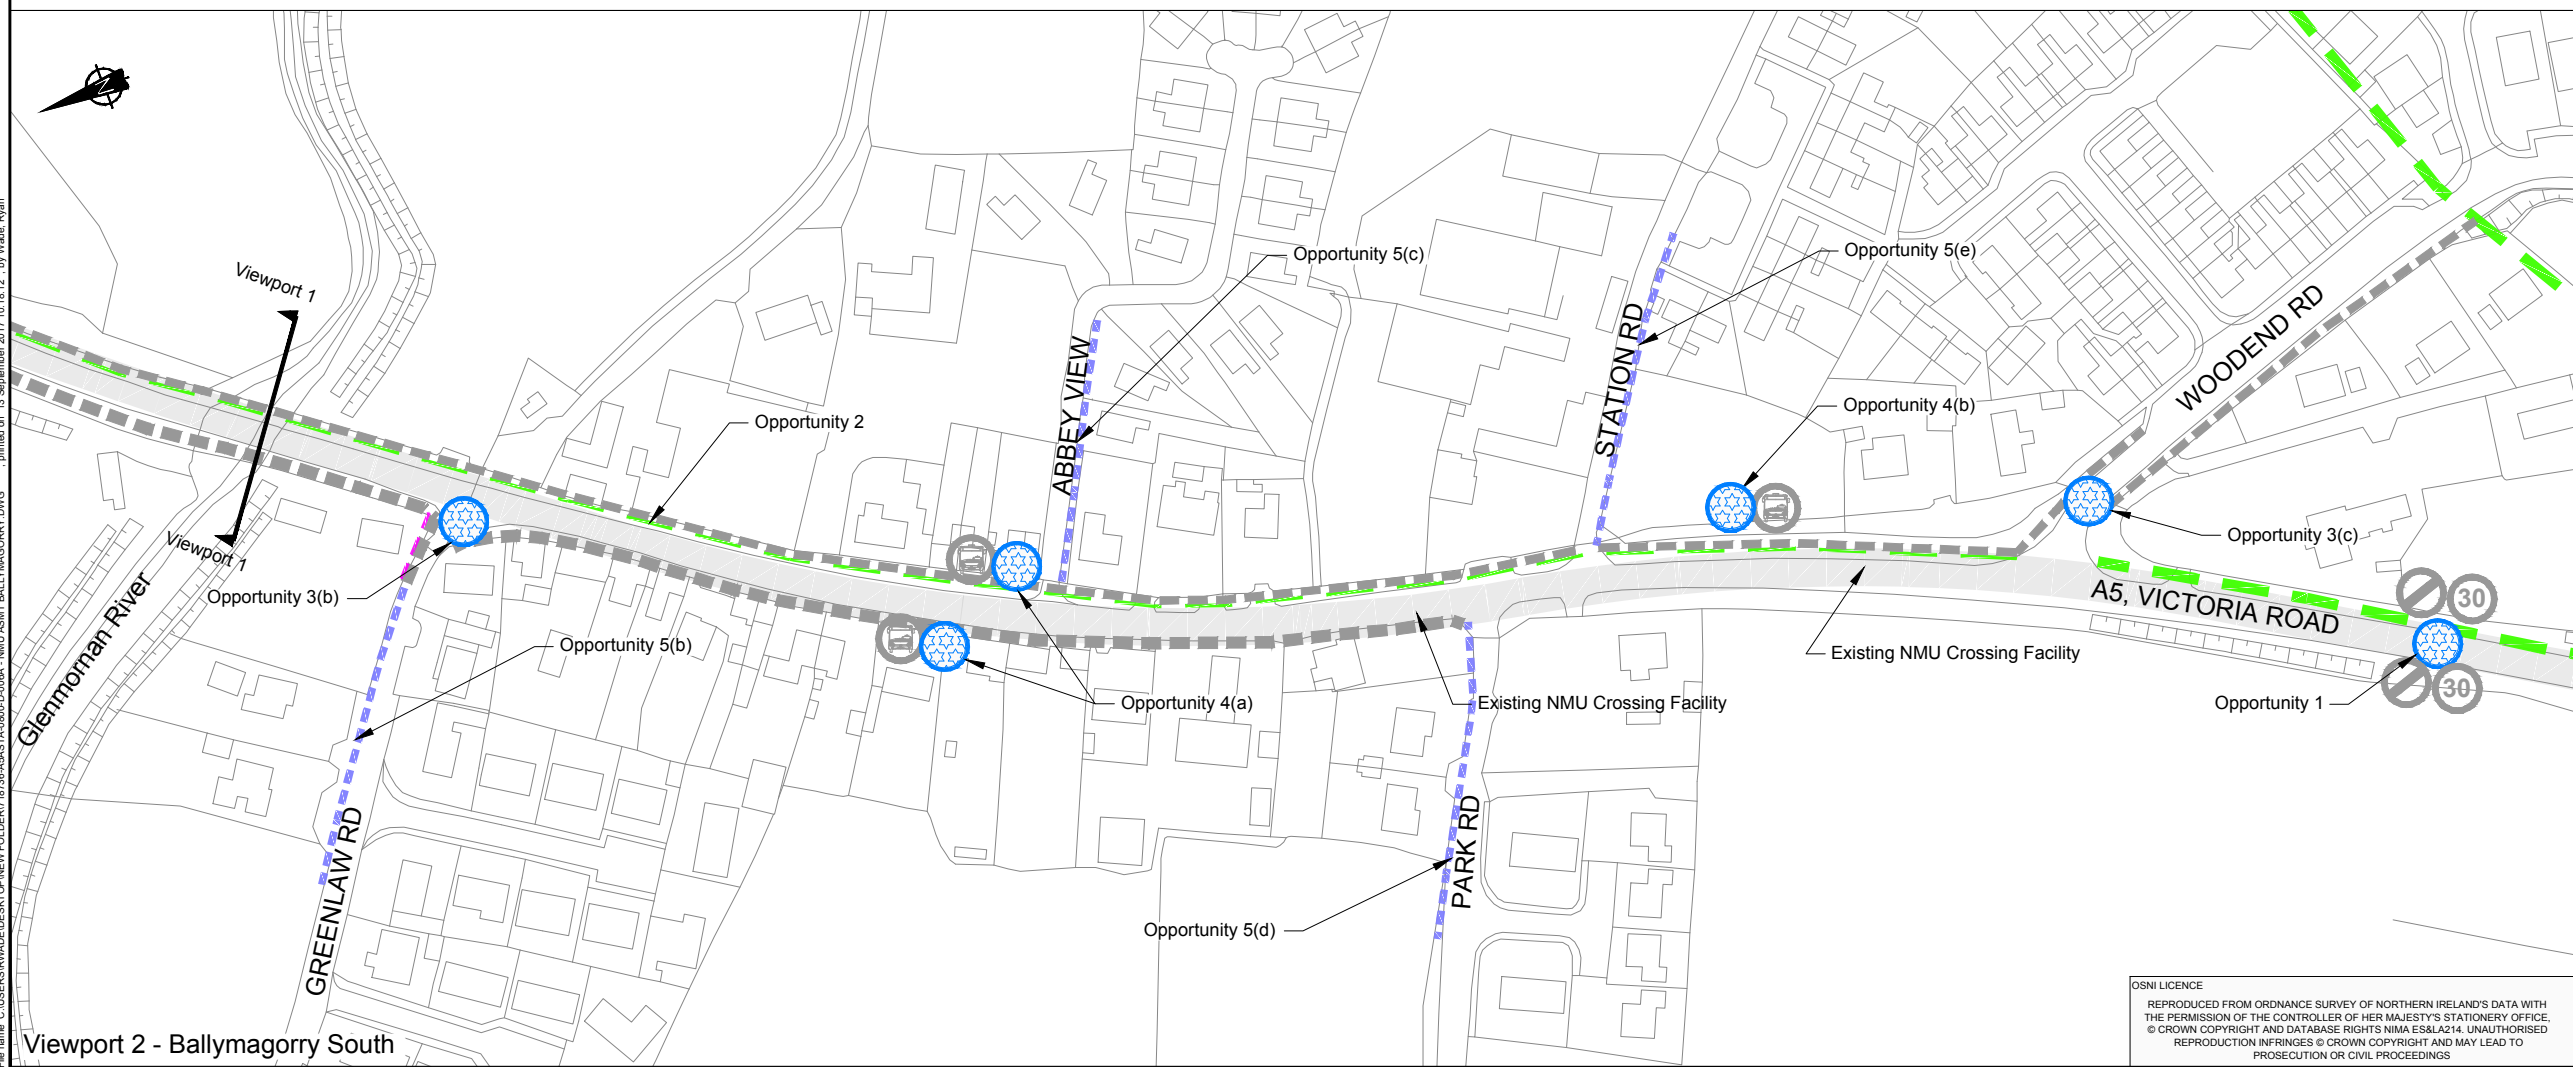 Viewport 1
Viewport 1
Glenmornan River
Opportunity 3(b)
Opportunity 5(b)
GREENLAW RD
Opportunity 2
ABBEY VIEW
Opportunity 5(c)
Opportunity 4(a)
STATION RD
Opportunity 5(e)
Opportunity 4(b)
WOODEND RD
Opportunity 3(c)
A5, VICTORIA ROAD
30
30
Opportunity 1
Existing NMU Crossing Facility
Existing NMU Crossing Facility
PARK RD
Opportunity 5(d)
Viewport 2 - Ballymagorry South
OSNI LICENCE
REPRODUCED FROM ORDNANCE SURVEY OF NORTHERN IRELAND'S DATA WITH
THE PERMISSION OF THE CONTROLLER OF HER MAJESTY'S STATIONERY OFFICE,
© CROWN COPYRIGHT AND DATABASE RIGHTS NIMA ES&LA214. UNAUTHORISED
REPRODUCTION INFRINGES © CROWN COPYRIGHT AND MAY LEAD TO
PROSECUTION OR CIVIL PROCEEDINGS